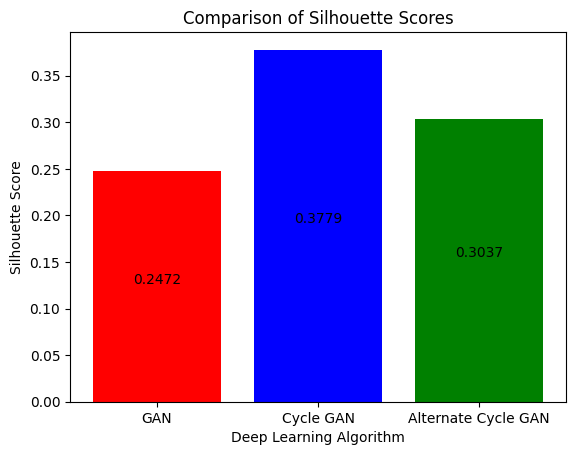 Comparison of Silhouette Scores
Silhouette Score
0.35
0.30
0.25
0.20
0.15
0.10
0.05
0.00
0.2472
0.3779
0.3037
GAN
Cycle GAN
Alternate Cycle GAN
Deep Learning Algorithm